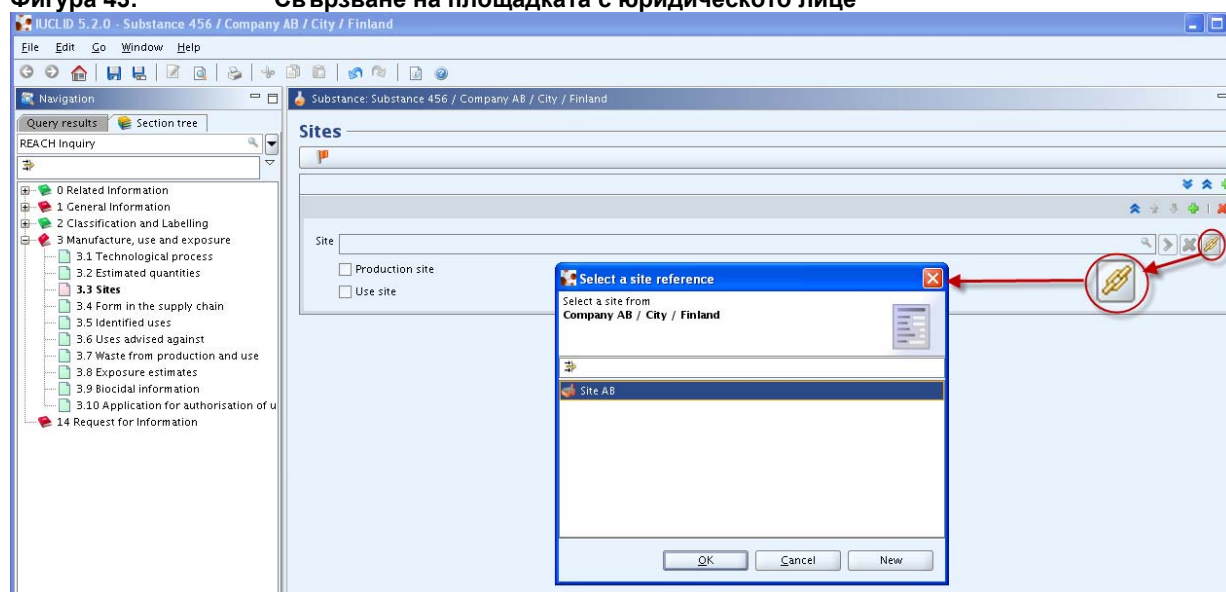 Фигура 45: Свързване на площадката с юридическото лице
IUCLID 5.2.0 - Substance 456 / Company AB / City / Finland
File Edit Go Window Help
Navigation
Substance: Substance 456 / Company AB / City / Finland
Query results Section tree
REACH Inquiry
Sites
0 Related Information
1 General Information
2 Classification and Labelling
3 Manufacture, use and exposure
3.1 Technological process
3.2 Estimated quantities
3.3 Sites
3.4 Form in the supply chain
3.5 Identified uses
3.6 Uses advised against
3.7 Waste from production and use
3.8 Exposure estimates
3.9 Biocidal information
3.10 Application for authorisation of u
14 Request for Information
Site
Production site
Use site
Select a site reference
Select a site from
Company AB / City / Finland
Site AB
OK Cancel New